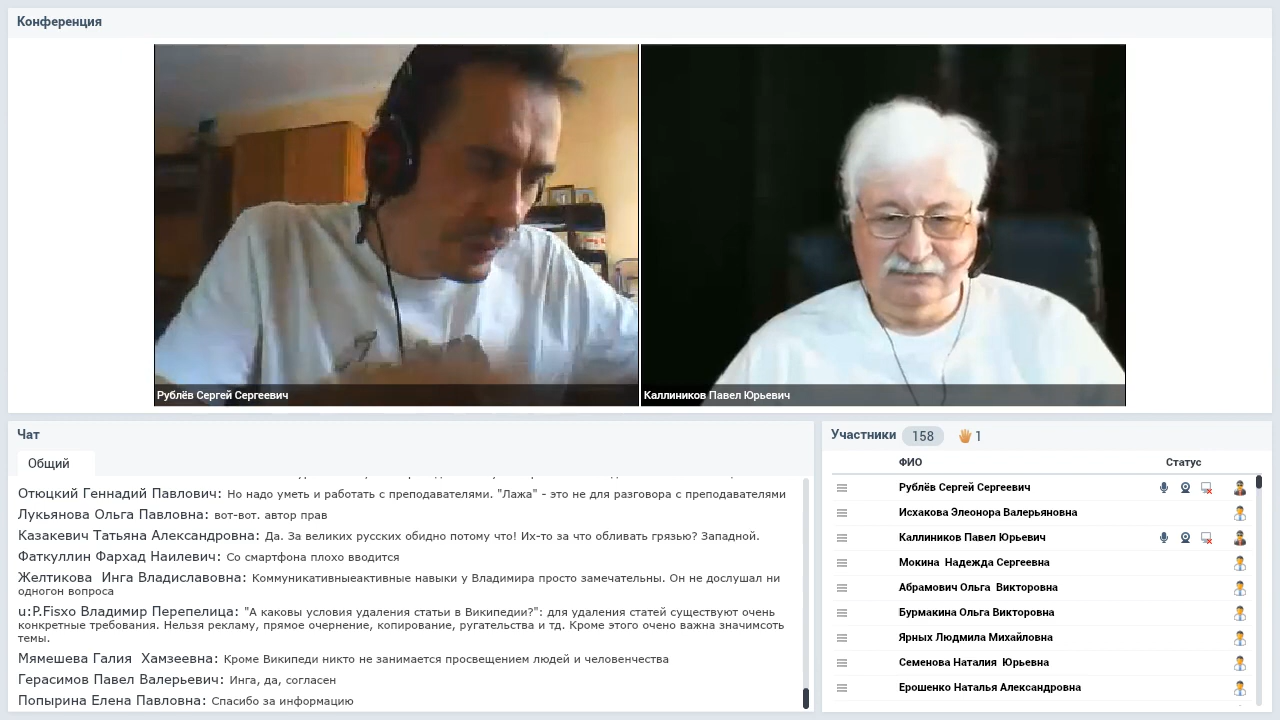 Конференция
Рублёв Сергей Сергеевич
Каллиников Павел Юрьевич
Чат
Общий
Отюцкий Геннадий Павлович: Но надо уметь и работать с преподавателями. "Лажа" - это не для разговора с преподавателями
Лукьянова Ольга Павловна: вот-вот. автор прав
Казакевич Татьяна Александровна: Да. За великих русских обидно потому что! Их-то за что обливать грязью? Западной.
Фаткуллин Фархад Наилевич: Со смартфона плохо вводится
Желтикова  Инга Владиславовна: Коммуникативныеактивные навыки у Владимира просто замечательны. Он не дослушал ни
одногоn вопроса
u:P.Fisxo Владимир Перепелица: "А каковы условия удаления статьи в Википедии?": для удаления статей существуют очень
конкретные требования. Нельзя рекламу, прямое очернение, копирование, ругательства и тд. Кроме этого очено важна значимсоть
темы.
Мямешева Галия  Хамзеевна: Кроме Википеди никто не занимается просвещением людей и человенчества
Герасимов Павел Валерьевич: Инга, да, согласен
Попырина Елена Павловна: Спасибо за информацию
Участники 158 1
ФИО Статус
Рублёв Сергей Сергеевич
Исхакова Элеонора Валерьяновна
Каллиников Павел Юрьевич
Мокина  Надежда Сергеевна
Абрамович Ольга  Викторовна
Бурмакина Ольга Викторовна
Ярных Людмила Михайловна
Семенова Наталия  Юрьевна
Ерошенко Наталья Александровна